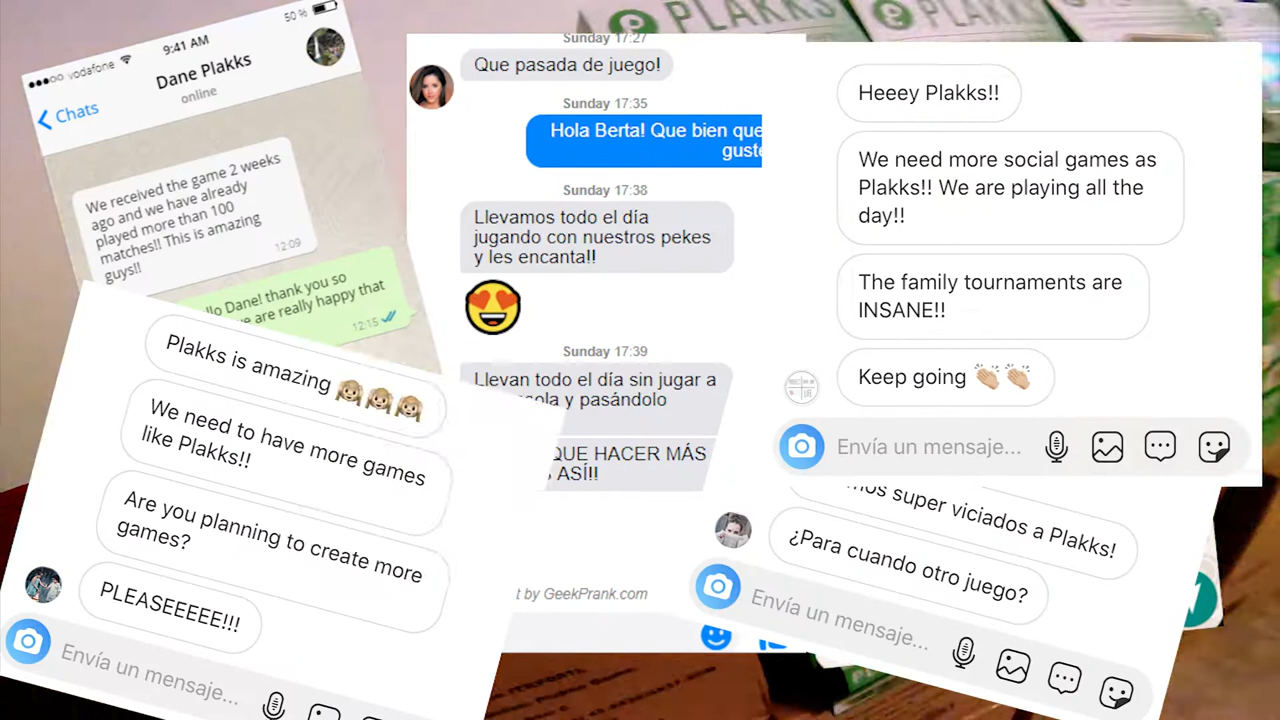 50 %
vodafone
9:41 AM
Chats
Dane Plakks
online
We received the game 2 weeks
ago and we have already
played more than 100
matches!! This is amazing
guys!!
12:09
Dane! thank you so
are really happy that
12:15
Plakks is amazing
We need to have more games
like Plakks!!
Are you planning to create more
games?
PLEASEEEEE!!!
Envía un mensaje...
Sunday 17:27
Que pasada de juego!
Sunday 17:35
Hola Berta! Que bien que
guste
Sunday 17:38
Llevamos todo el día
jugando con nuestros pekes
y les encanta!!
Sunday 17:39
Llevan todo el día sin jugar a
y pasándolo
QUE HACER MÁS
ASÍ!!
by GeekPrank.com
PLAKKS
PLAKKS
Heeey Plakks!!
We need more social games as
Plakks!! We are playing all the
day!!
The family tournaments are
INSANE!!
Keep going
Envía un mensaje...
super viciados a Plakks!
¿Para cuando otro juego?
Envía un mensaje...